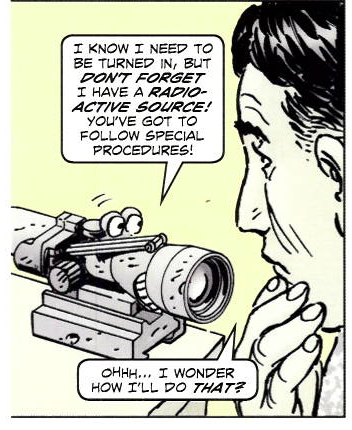 I KNOW I NEED TO
BE TURNED IN, BUT
DON'T FORGET
I HAVE A RADIO-
ACTIVE SOURCE!
YOU'VE GOT TO
FOLLOW SPECIAL
PROCEDURES!
OHHH... I WONDER
HOW I'LL DO THAT?